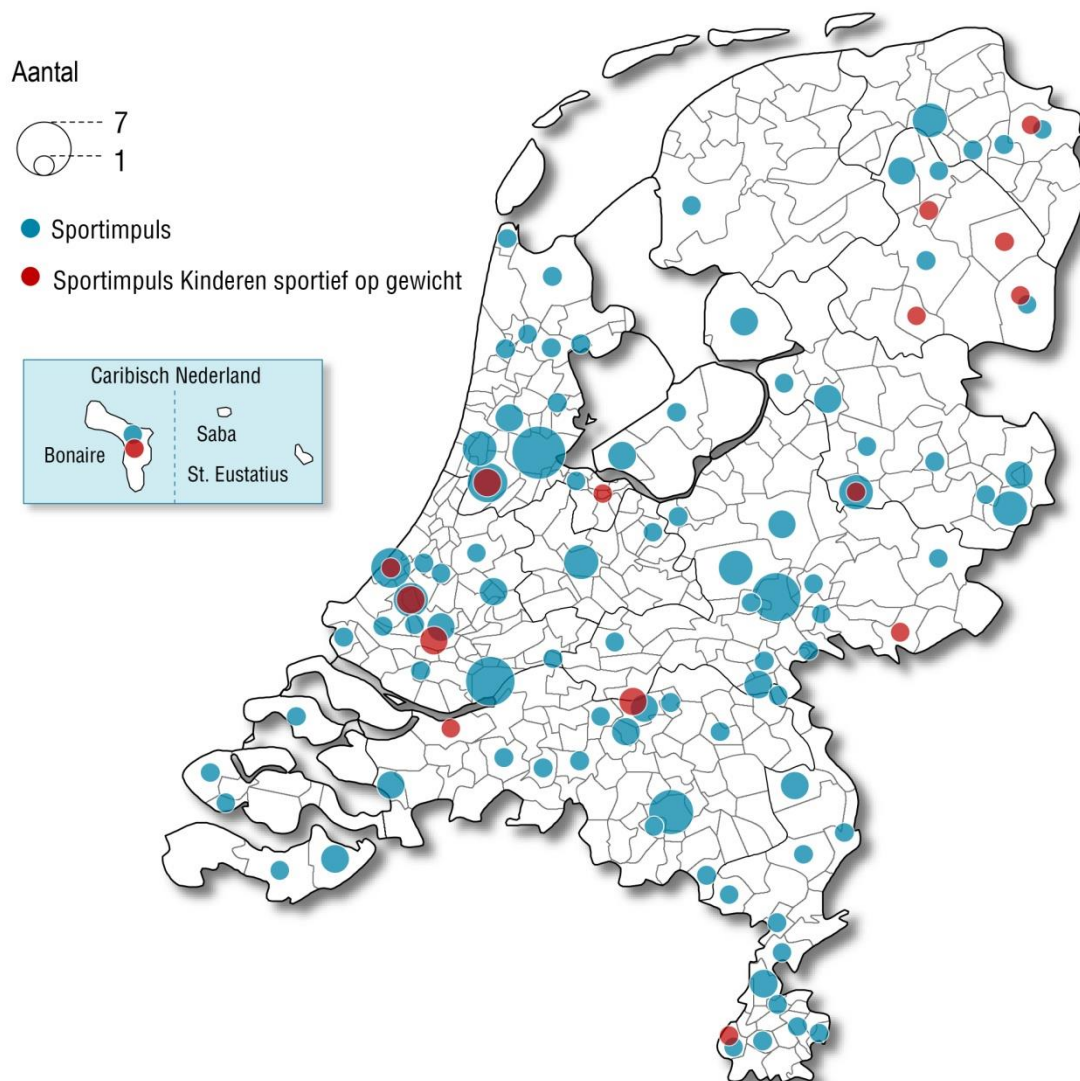 Aantal
7
1
Sportimpuls
Sportimpuls Kinderen sportief op gewicht
Caribisch Nederland
Saba
Bonaire
St. Eustatius